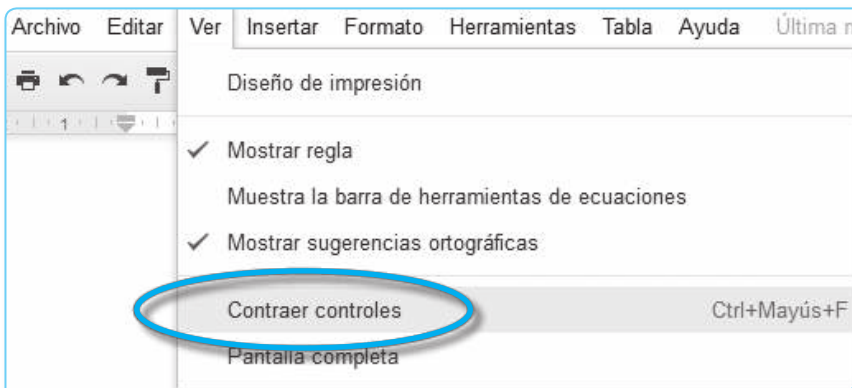 Archivo Editar Ver Insertar Formato Herramientas Tabla Ayuda Última
1
Diseño de impresión
Mostrar regla
Muestra la barra de herramientas de ecuaciones
Mostrar sugerencias ortográficas
Contraer controles Ctrl+Mayús+F
Pantalla completa